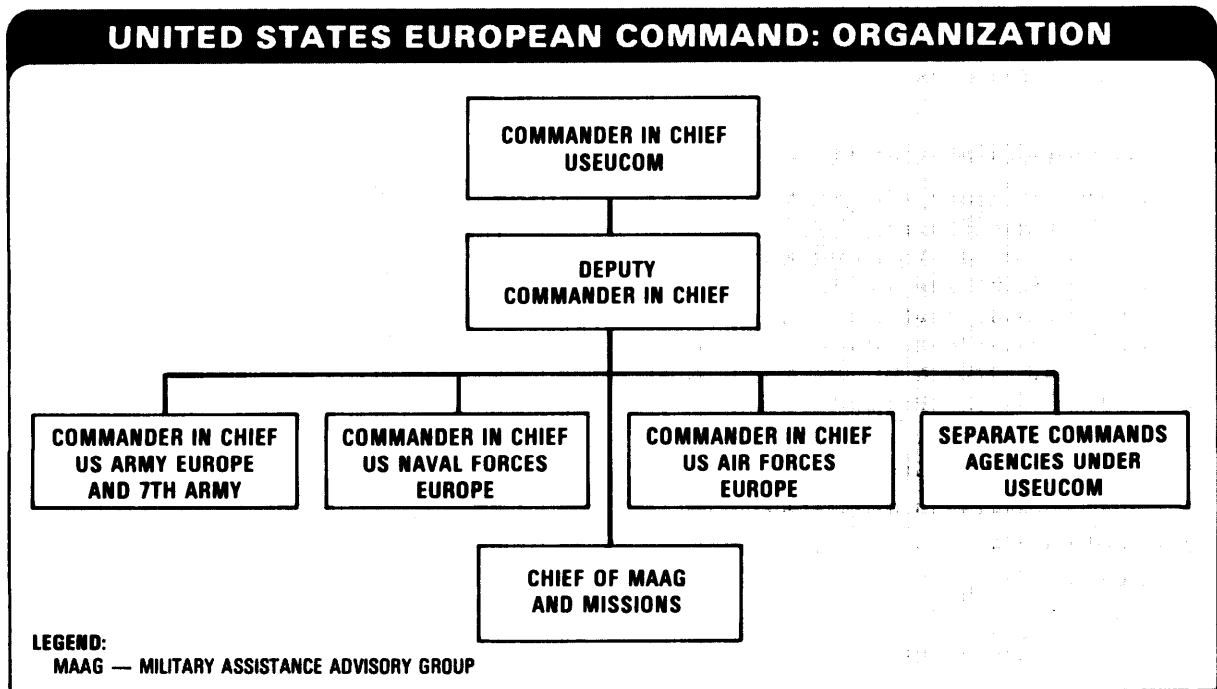 UNITED STATES EUROPEAN COMMAND: ORGANIZATION
COMMANDER IN CHIEF
USEUCOM
DEPUTY
COMMANDER IN CHIEF
COMMANDER IN CHIEF
US ARMY EUROPE
AND 7TH ARMY
COMMANDER IN CHIEF
US NAVAL FORCES
EUROPE
COMMANDER IN CHIEF
US AIR FORCES
EUROPE
SEPARATE COMMANDS
AGENCIES UNDER
USEUCOM
CHIEF OF MAAG
AND MISSIONS
LEGEND:
MAAG — MILITARY ASSISTANCE ADVISORY GROUP